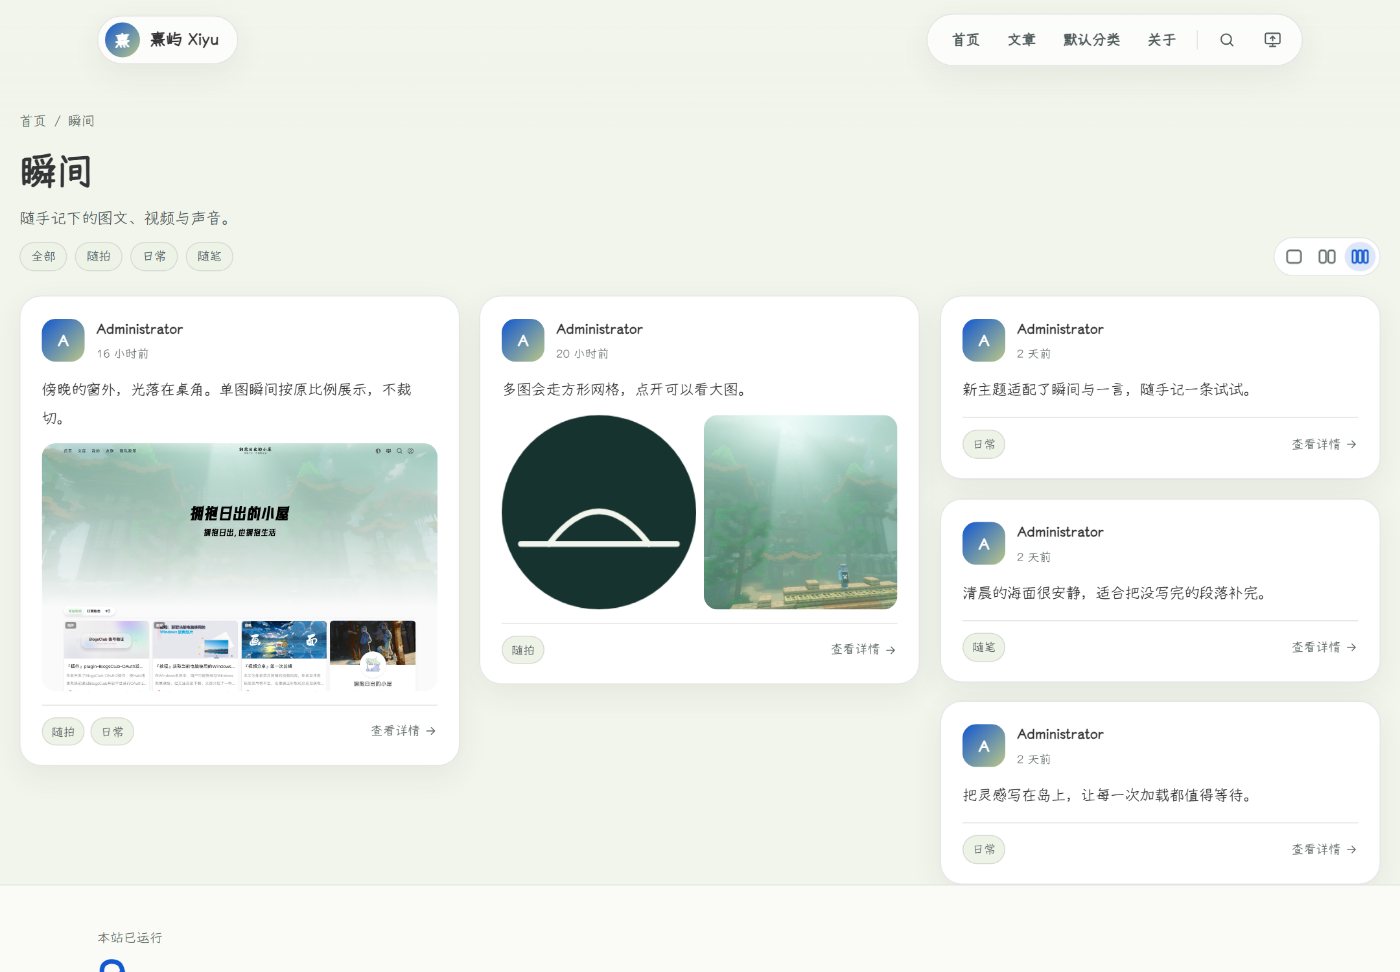 熹 熹屿 Xiyu
首页 文章 默认分类 关于
首页 / 瞬间
瞬间
随手记下的图文、视频与声音。
全部 随拍 日常 随笔
A Administrator
16 小时前
傍晚的窗外，光落在桌角。单图瞬间按原比例展示，不裁
切。
拥抱日出的小屋
拥抱日出，也拥抱生活
拥抱日出的小屋
随拍 日常 查看详情 →
A Administrator
20 小时前
多图会走方形网格，点开可以看大图。
随拍 查看详情 →
A Administrator
2 天前
新主题适配了瞬间与一言，随手记一条试试。
日常 查看详情 →
A Administrator
2 天前
清晨的海面很安静，适合把没写完的段落补完。
随笔 查看详情 →
A Administrator
2 天前
把灵感写在岛上，让每一次加载都值得等待。
日常 查看详情 →
本站已运行